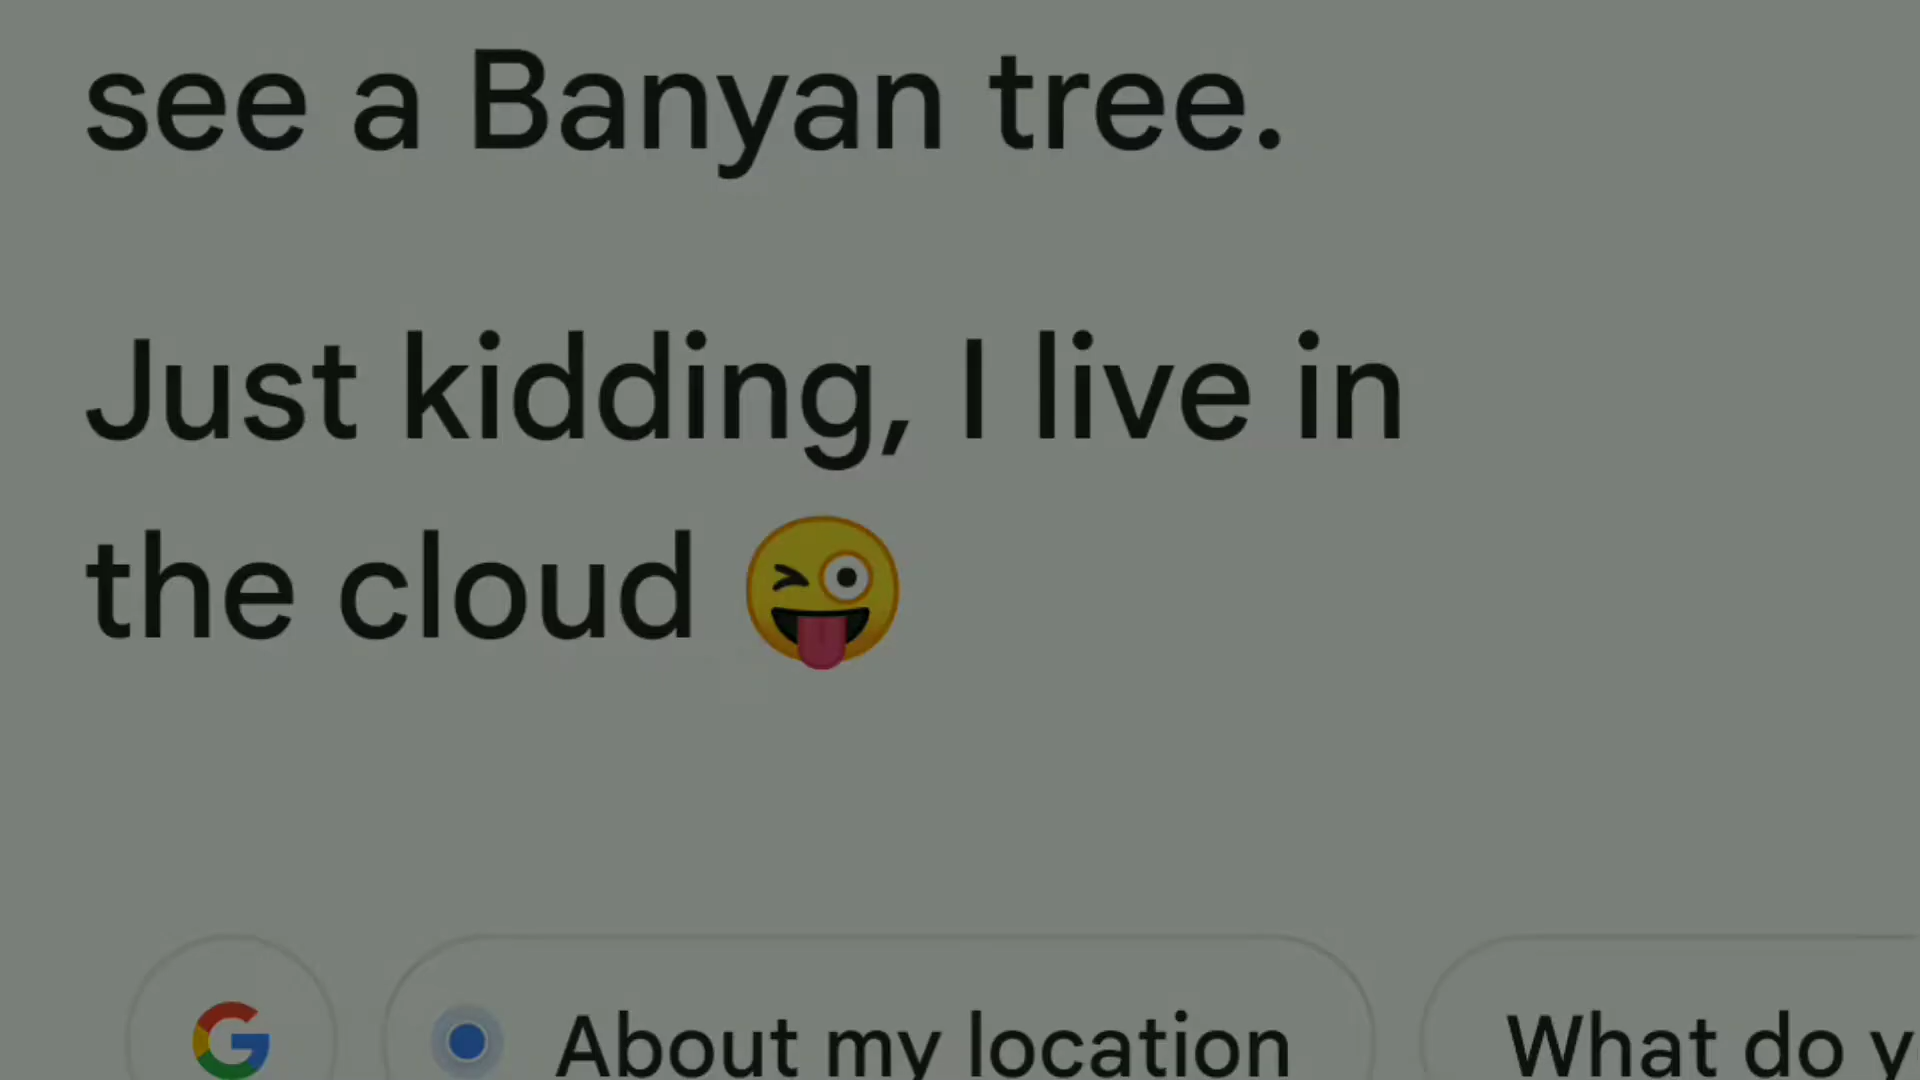 see a Banyan tree.
Just kidding, I live in
the cloud 😜
About my location
What do